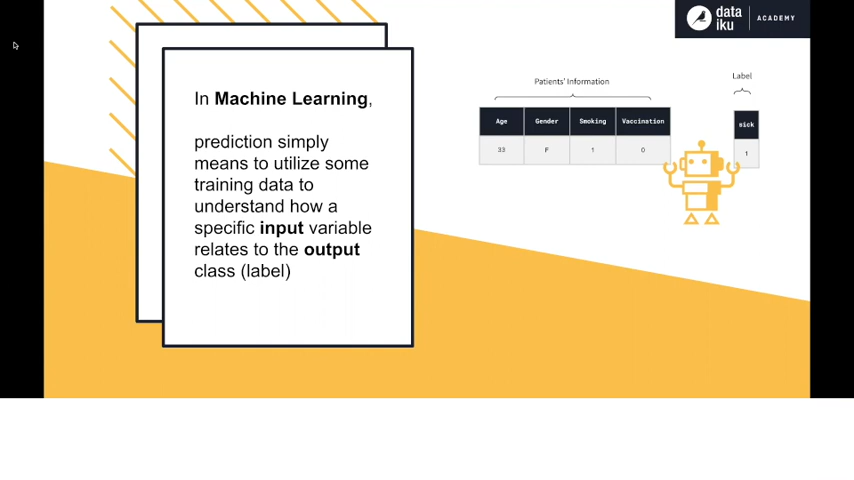 In Machine Learning,
prediction simply
means to utilize some
training data to
understand how a
specific input variable
relates to the output
class (label)
data
iku
ACADEMY
Patients' Information
Label
Age Gender Smoking Vaccination
33 F 1 0
sick
1